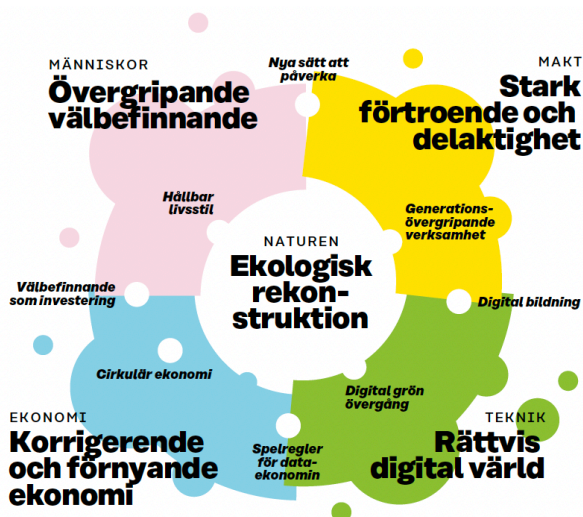 MÄNNISKOR
Övergripande
välbefinnande
Nya sätt att
påverka
MAKT
Stark
förtroende och
delaktighet
Hållbar
livsstil
Generations-
övergripande
verksamhet
NATUREN
Ekologisk
rekon-
struktion
Välbefinnande
som investering
Digital bildning
Cirkulär ekonomi
Digital grön
övergång
EKONOMI
Korrigerende
och förnyande
ekonomi
Spelregler
för data-
ekonomin
TEKNIK
Rättvis
digital värld